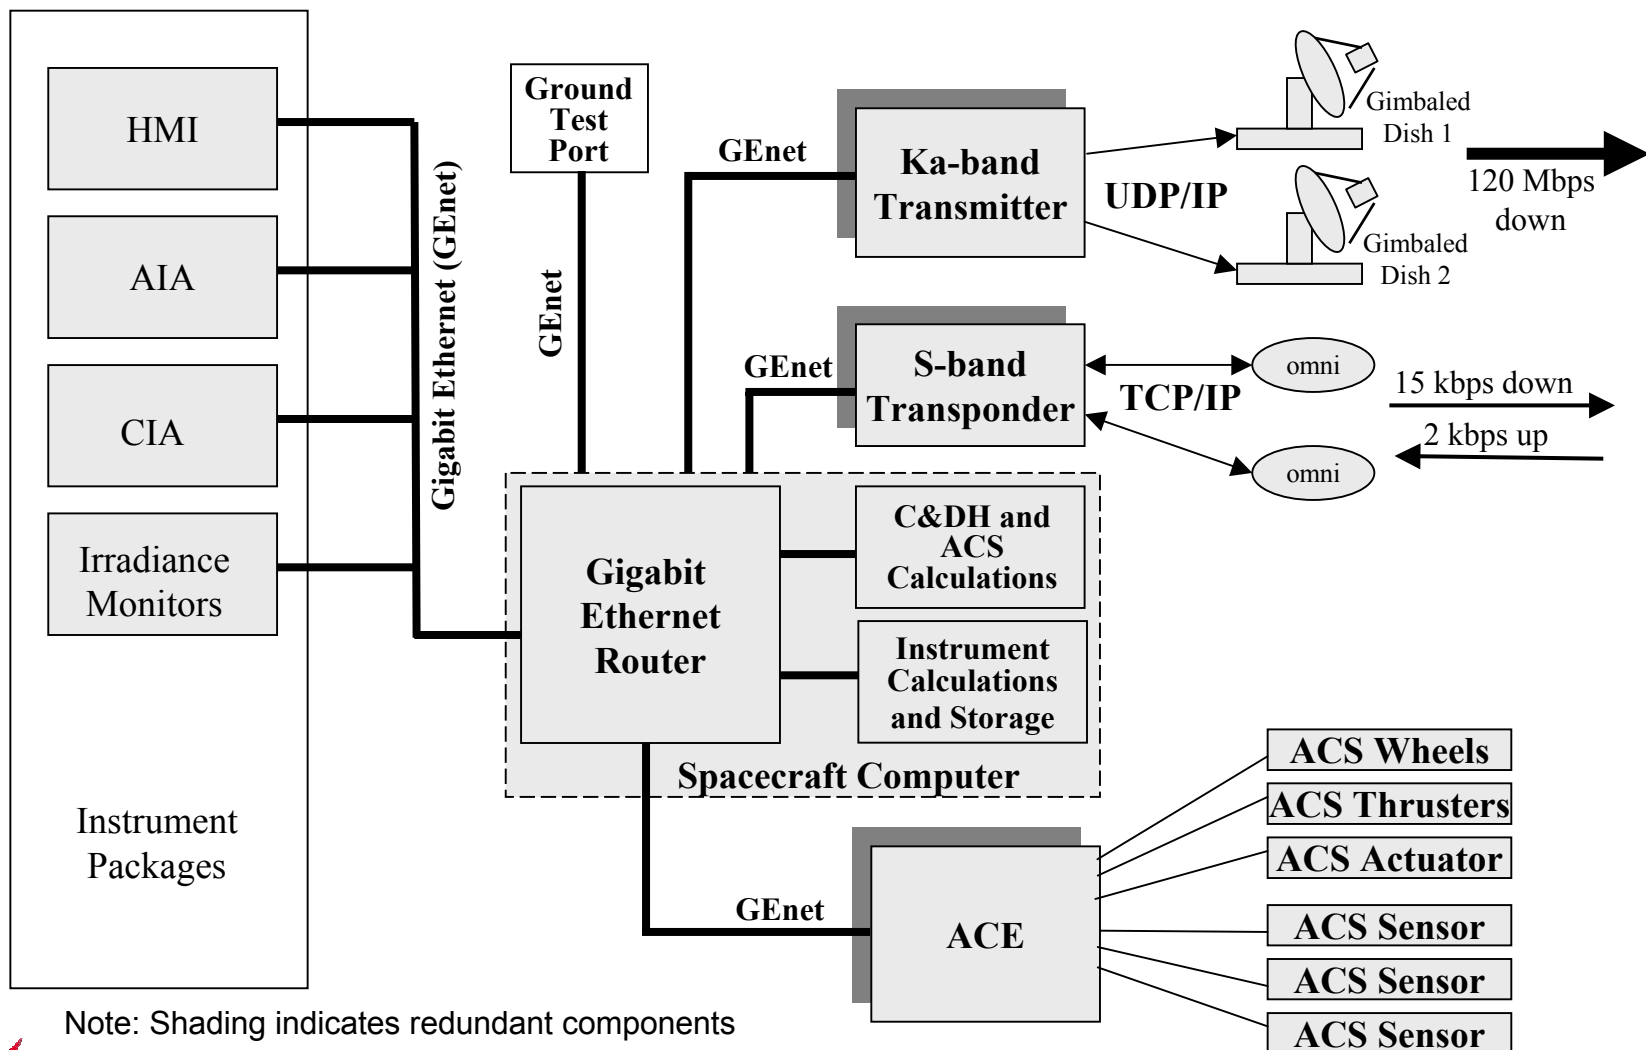 HMI
AIA
CIA
Irradiance
Monitors
Instrument
Packages
Gigabit Ethernet (GEnet)
Ground
Test
Port
GEnet
GEnet
Ka-band
Transmitter
UDP/IP
Gimbaled
Dish 1
Gimbaled
Dish 2
120 Mbps
down
GEnet
S-band
Transponder
TCP/IP
omni
omni
15 kbps down
2 kbps up
Gigabit
Ethernet
Router
C&DH and
ACS
Calculations
Instrument
Calculations
and Storage
Spacecraft Computer
GEnet
ACE
ACS Wheels
ACS Thrusters
ACS Actuator
ACS Sensor
ACS Sensor
ACS Sensor
Note: Shading indicates redundant components